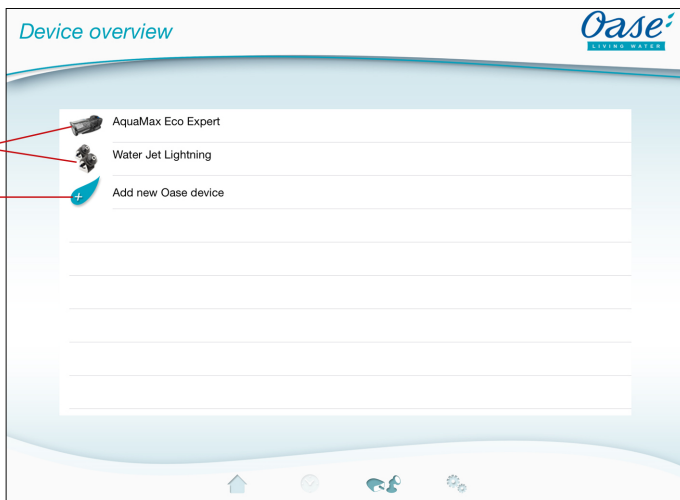 Device overview
Oase
LIVING WATER
AquaMax Eco Expert
Water Jet Lightning
Add new Oase device